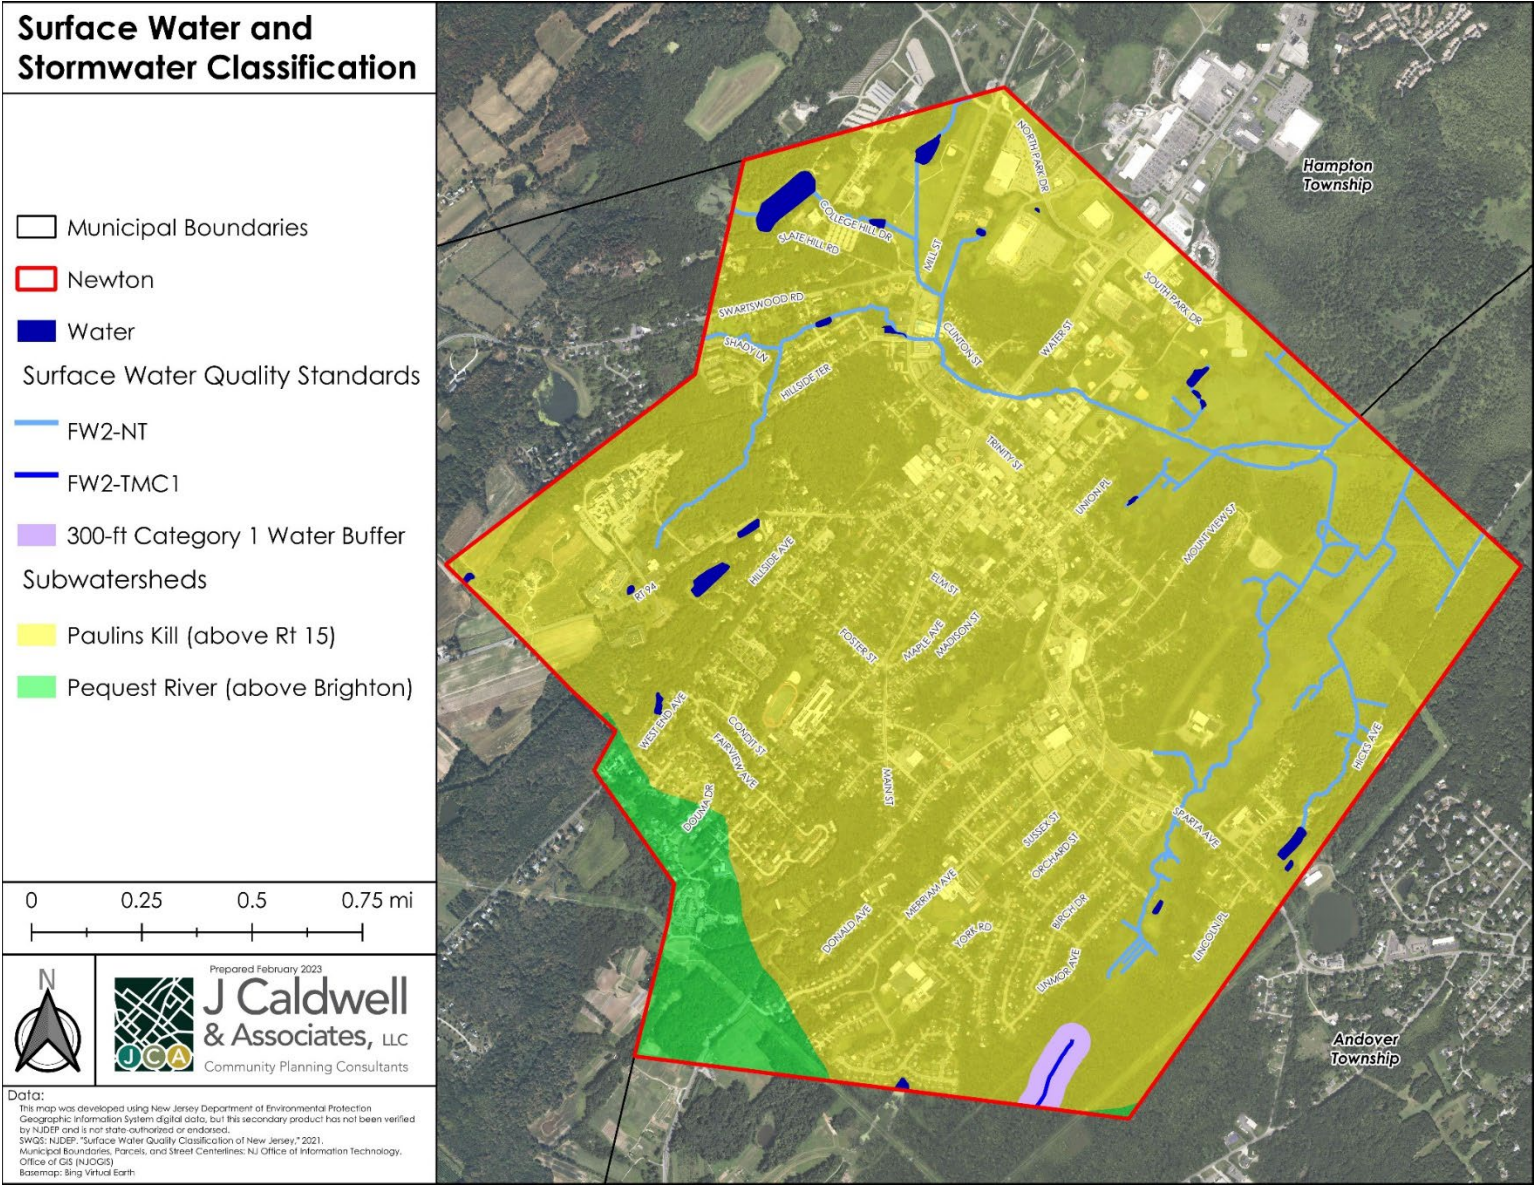 Surface Water and
Stormwater Classification
Municipal Boundaries
Newton
Water
Surface Water Quality Standards
FW2-NT
FW2-TMC1
300-ft Category 1 Water Buffer
Subwatersheds
Paulins Kill (above Rt 15)
Pequest River (above Brighton)
0 0.25 0.5 0.75 mi
N
Prepared February 2023
J Caldwell
& Associates, LLC
JCA
Community Planning Consultants
Data:
This map was developed using New Jersey Department of Environmental Protection
Geographic Information System digital data, but this secondary product has not been verified
by NJDEP and is not state-authorized or endorsed.
SWQS: NJDEP, "Surface Water Quality Classification of New Jersey," 2021.
Municipal Boundaries, Parcels, and Street Centerlines: NJ Office of Information Technology,
Office of GIS (NJOGIS)
Basemap: Bing Virtual Earth
Hampton
Township
NORTH PARK DR
COLLEGE HILL DR
SLATE HILL RD
MILL ST
SOUTH PARK DR
SWARTSWOOD RD
SHADY LN
CLINTON ST
WATER ST
HILLSIDE TER
TRINITY ST
UNION PL
MOUNT VIEW ST
HILLSIDE AVE
RT 94
ELM ST
FOSTER ST
MAPLE AVE
MADISON ST
WEST END AVE
CONDIT ST
FAIRVIEW AVE
HICKS AVE
MAIN ST
DOUMA DR
SUSSEX ST
SPARTA AVE
ORCHARD ST
MERRIAM AVE
BIRCH DR
DONALD AVE
YORK RD
LINCOLN PL
LINMOR AVE
Andover
Township